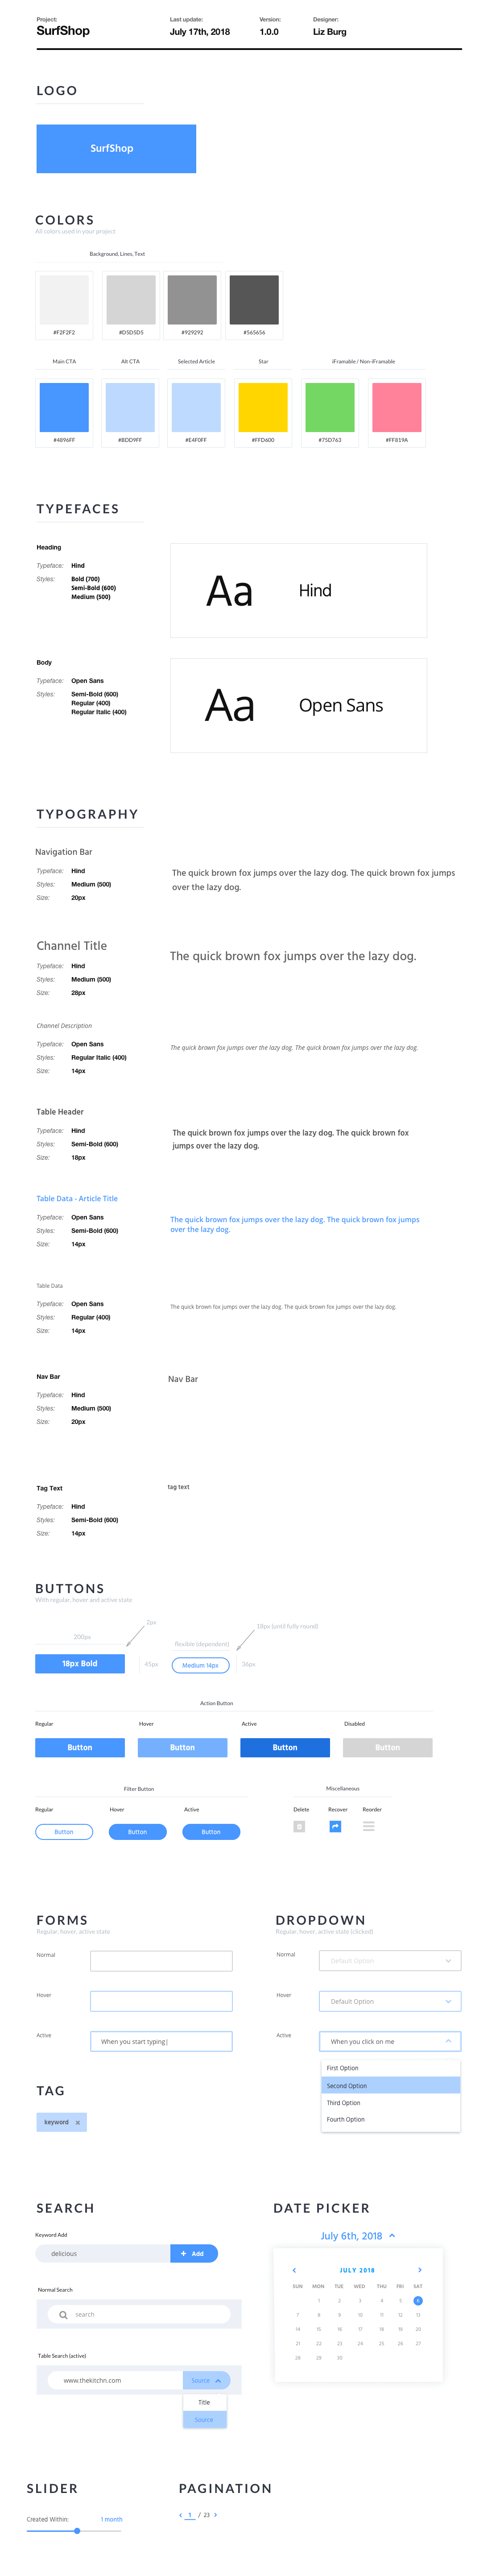 Project:
SurfShop
Last update:
July 17th, 2018
Version:
1.0.0
Designer:
Liz Burg
LOGO
SurfShop
COLORS
All colors used in your project
Background, Lines, Text
#F2F2F2
#D5D5D5
#929292
#565656
Main CTA
Alt CTA
Selected Article
Star
iFramable / Non-iFramable
#4896FF
#BDD9FF
#E4F0FF
#FFD600
#75D763
#FF819A
TYPEFACES
Heading
Typeface: Hind
Styles: Bold (700)
Semi-Bold (600)
Medium (500)
Aa Hind
Body
Typeface: Open Sans
Styles: Semi-Bold (600)
Regular (400)
Regular Italic (400)
Aa Open Sans
TYPOGRAPHY
Navigation Bar
Typeface: Hind
Styles: Medium (500)
Size: 20px
The quick brown fox jumps over the lazy dog. The quick brown fox jumps
over the lazy dog.
Channel Title
Typeface: Hind
Styles: Medium (500)
Size: 28px
The quick brown fox jumps over the lazy dog.
Channel Description
Typeface: Open Sans
Styles: Regular Italic (400)
Size: 14px
The quick brown fox jumps over the lazy dog. The quick brown fox jumps over the lazy dog.
Table Header
Typeface: Hind
Styles: Semi-Bold (600)
Size: 18px
The quick brown fox jumps over the lazy dog. The quick brown fox
jumps over the lazy dog.
Table Data - Article Title
Typeface: Open Sans
Styles: Semi-Bold (600)
Size: 14px
The quick brown fox jumps over the lazy dog. The quick brown fox jumps
over the lazy dog.
Table Data
Typeface: Open Sans
Styles: Regular (400)
Size: 14px
The quick brown fox jumps over the lazy dog. The quick brown fox jumps over the lazy dog.
Nav Bar
Typeface: Hind
Styles: Medium (500)
Size: 20px
Nav Bar
Tag Text
Typeface: Hind
Styles: Semi-Bold (600)
Size: 14px
tag text
BUTTONS
With regular, hover and active state
200px
2px
18px Bold
45px
flexible (dependent)
18px (until fully round)
Medium 14px
36px
Action Button
Regular
Hover
Active
Disabled
Button
Button
Button
Button
Filter Button
Regular
Hover
Active
Button
Button
Button
Miscellaneous
Delete
Recover
Reorder
FORMS
Regular, hover, active state
Normal
Hover
Active
When you start typing|
DROPDOWN
Regular, hover, active state (clicked)
Normal
Default Option
Hover
Default Option
Active
When you click on me
First Option
Second Option
Third Option
Fourth Option
TAG
keyword
SEARCH
Keyword Add
delicious
+ Add
Normal Search
search
Table Search (active)
www.thekitchn.com
Source
Title
Source
DATE PICKER
July 6th, 2018
JULY 2018
SUN MON TUE WED THU FRI SAT
1 2 3 4 5 6
7 8 9 10 11 12 13
14 15 16 17 18 19 20
21 22 23 24 25 26 27
28 29 30
SLIDER
Created Within:
1 month
PAGINATION
1 / 23